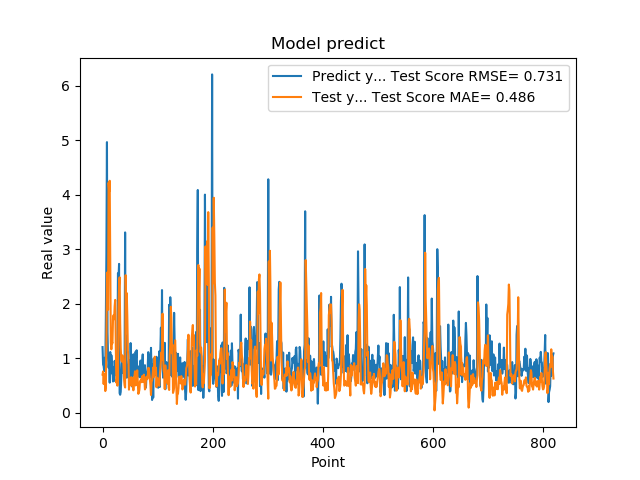 Model predict
Predict y... Test Score RMSE= 0.731
Test y... Test Score MAE= 0.486
Real value
6
5
4
3
2
1
0
0 200 400 600 800
Point